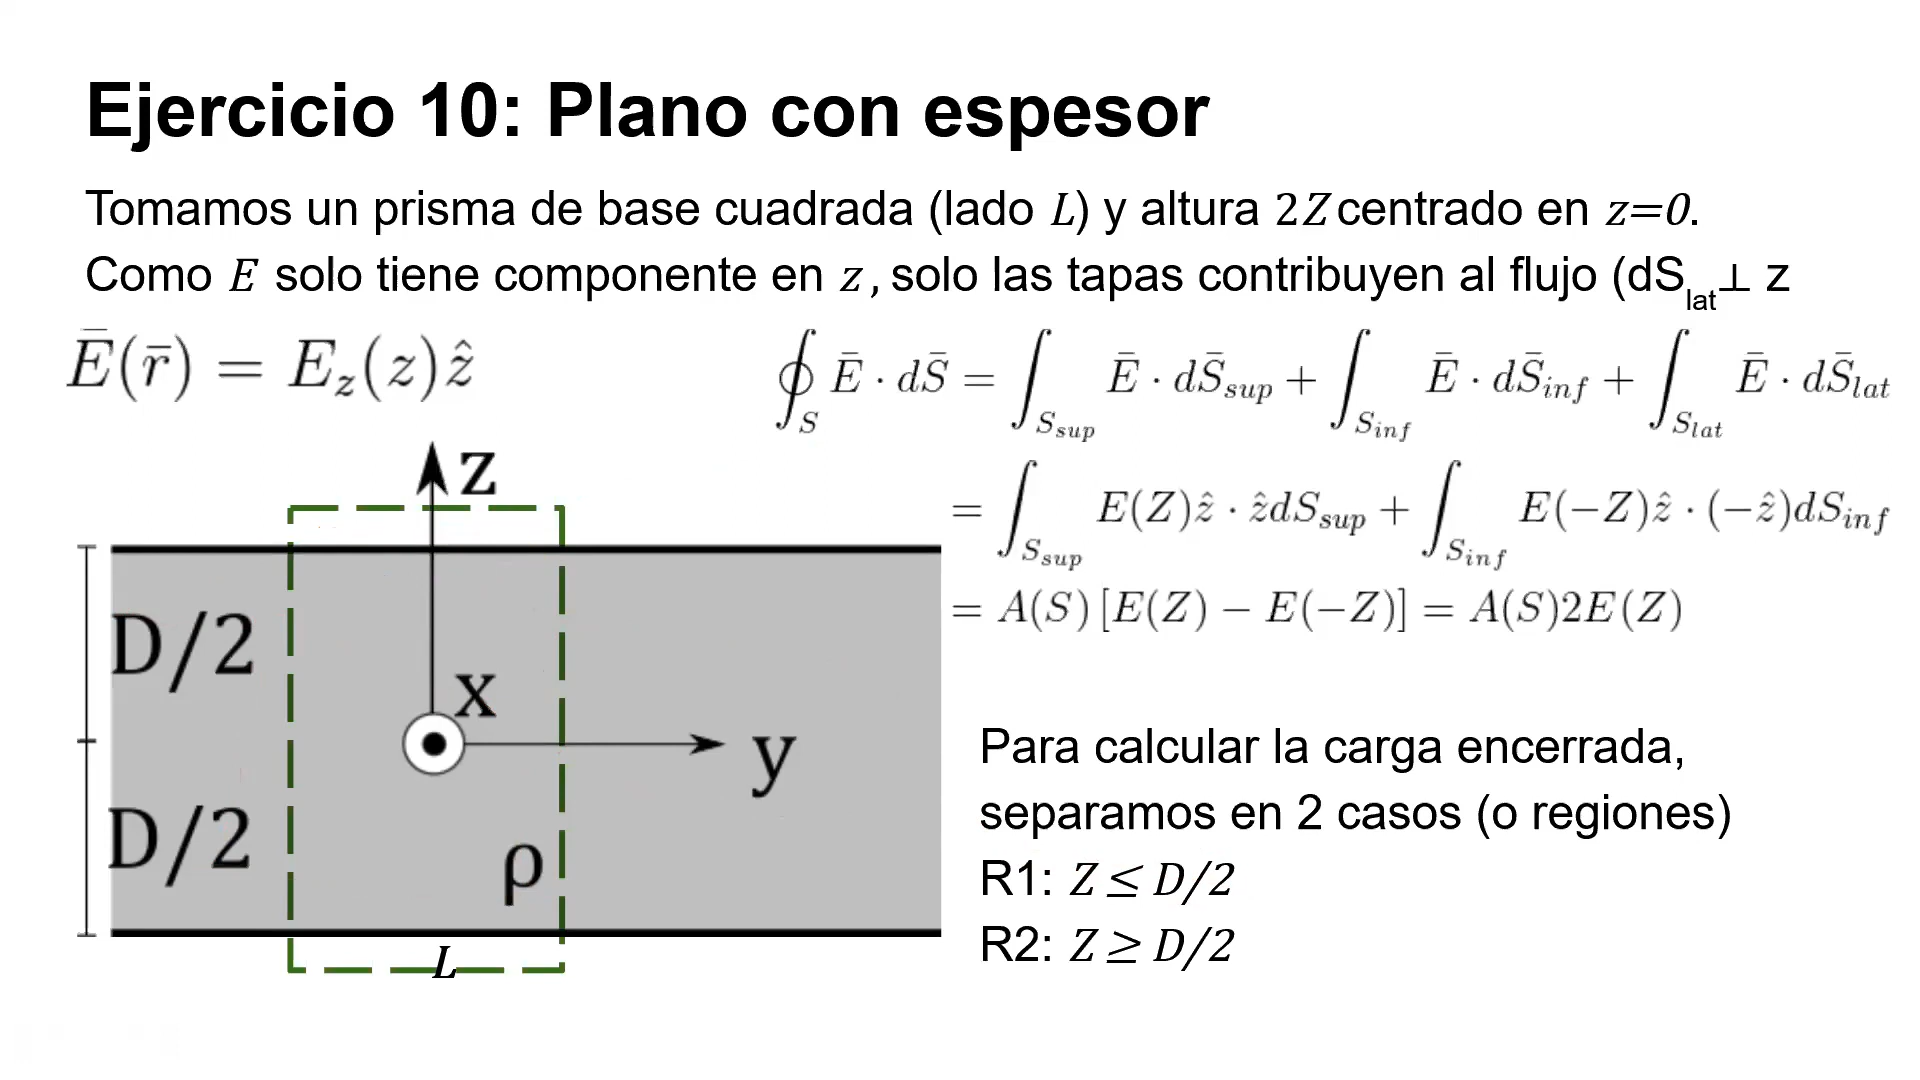 Ejercicio 10: Plano con espesor
Tomamos un prisma de base cuadrada (lado L) y altura 2Z centrado en z=0.
Como E solo tiene componente en z, solo las tapas contribuyen al flujo (dS_lat ⊥ z
Ē(r̄) = E_z(z)ẑ
∮_S Ē · dS̄ = ∫_{S_sup} Ē · dS̄_sup + ∫_{S_inf} Ē · dS̄_inf + ∫_{S_lat} Ē · dS̄_lat
= ∫_{S_sup} E(Z)ẑ · ẑdS_sup + ∫_{S_inf} E(−Z)ẑ · (−ẑ)dS_inf
= A(S) [E(Z) − E(−Z)] = A(S)2E(Z)
z
D/2
x
y
D/2
ρ
L
Para calcular la carga encerrada,
separamos en 2 casos (o regiones)
R1: Z ≤ D/2
R2: Z ≥ D/2